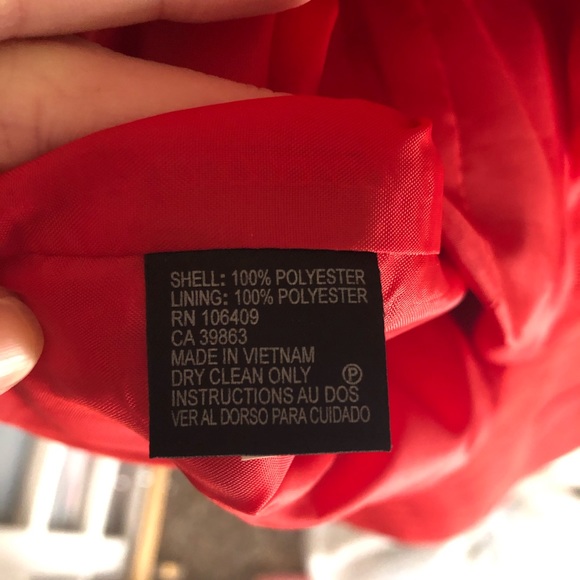 SHELL: 100% POLYESTER
LINING: 100% POLYESTER
RN 106409
CA 39863
MADE IN VIETNAM
DRY CLEAN ONLY Ⓟ
INSTRUCTIONS AU DOS
VER AL DORSO PARA CUIDADO